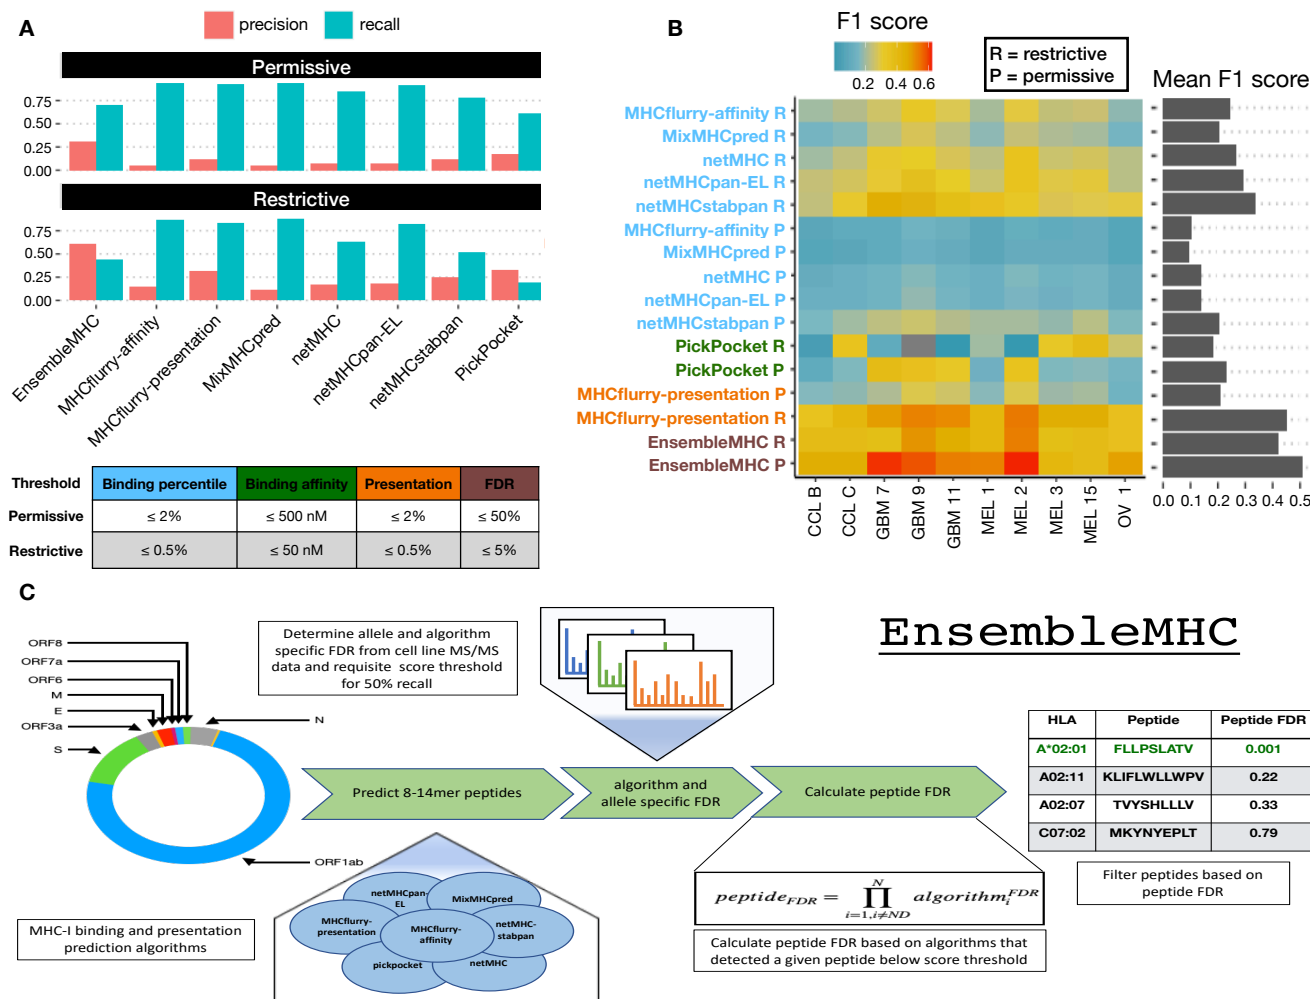 A
precision
recall
Permissive
0.75
0.50
0.25
0.00
Restrictive
0.75
0.50
0.25
0.00
EnsembleMHC
MHCflurry-affinity
MHCflurry-presentation
MixMHCpred
netMHC
netMHCpan-EL
netMHCstabpan
PickPocket
Threshold Binding percentile Binding affinity Presentation FDR
Permissive ≤ 2% ≤ 500 nM ≤ 2% ≤ 50%
Restrictive ≤ 0.5% ≤ 50 nM ≤ 0.5% ≤ 5%
B
F1 score
0.2 0.4 0.6
R = restrictive
P = permissive
Mean F1 score
MHCflurry-affinity R
MixMHCpred R
netMHC R
netMHCpan-EL R
netMHCstabpan R
MHCflurry-affinity P
MixMHCpred P
netMHC P
netMHCpan-EL P
netMHCstabpan P
PickPocket R
PickPocket P
MHCflurry-presentation P
MHCflurry-presentation R
EnsembleMHC R
EnsembleMHC P
CCL B
CCL C
GBM 7
GBM 9
GBM 11
MEL 1
MEL 2
MEL 3
MEL 15
OV 1
0.0 0.1 0.2 0.3 0.4 0.5
C
ORF8
ORF7a
ORF6
M
E
ORF3a
S
N
ORF1ab
Determine allele and algorithm
specific FDR from cell line MS/MS
data and requisite score threshold
for 50% recall
EnsembleMHC
Predict 8-14mer peptides
algorithm and
allele specific FDR
Calculate peptide FDR
HLA Peptide Peptide FDR
A*02:01 FLLPSLATV 0.001
A02:11 KLIFLWLLWPV 0.22
A02:07 TVYSHLLLV 0.33
C07:02 MKYNYEPLT 0.79
Filter peptides based on
peptide FDR
MHC-I binding and presentation
prediction algorithms
netMHCpan-
EL
MixMHCpred
MHCflurry-
presentation
MHCflurry-
affinity
netMHC-
stabpan
pickpocket
netMHC
peptide_FDR = ∏_{i=1,i≠ND}^{N} algorithm_i^{FDR}
Calculate peptide FDR based on algorithms that
detected a given peptide below score threshold